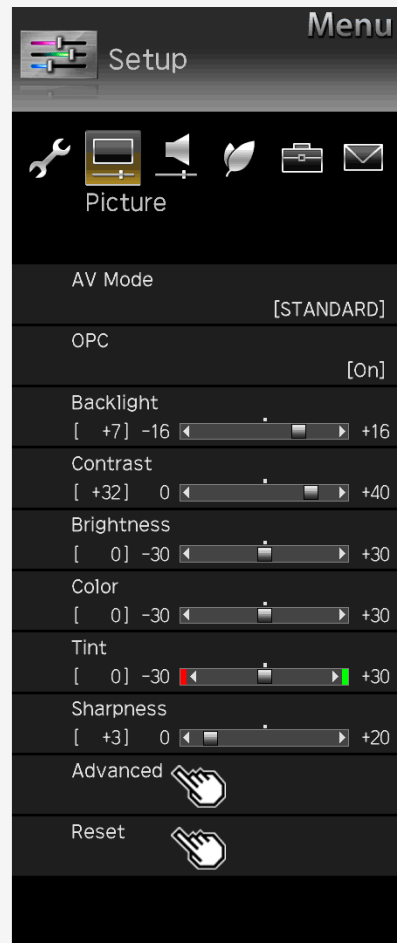 Menu
Setup
Picture
AV Mode
[STANDARD]
OPC
[On]
Backlight
[ +7] -16 +16
Contrast
[ +32] 0 +40
Brightness
[ 0] -30 +30
Color
[ 0] -30 +30
Tint
[ 0] -30 +30
Sharpness
[ +3] 0 +20
Advanced
Reset